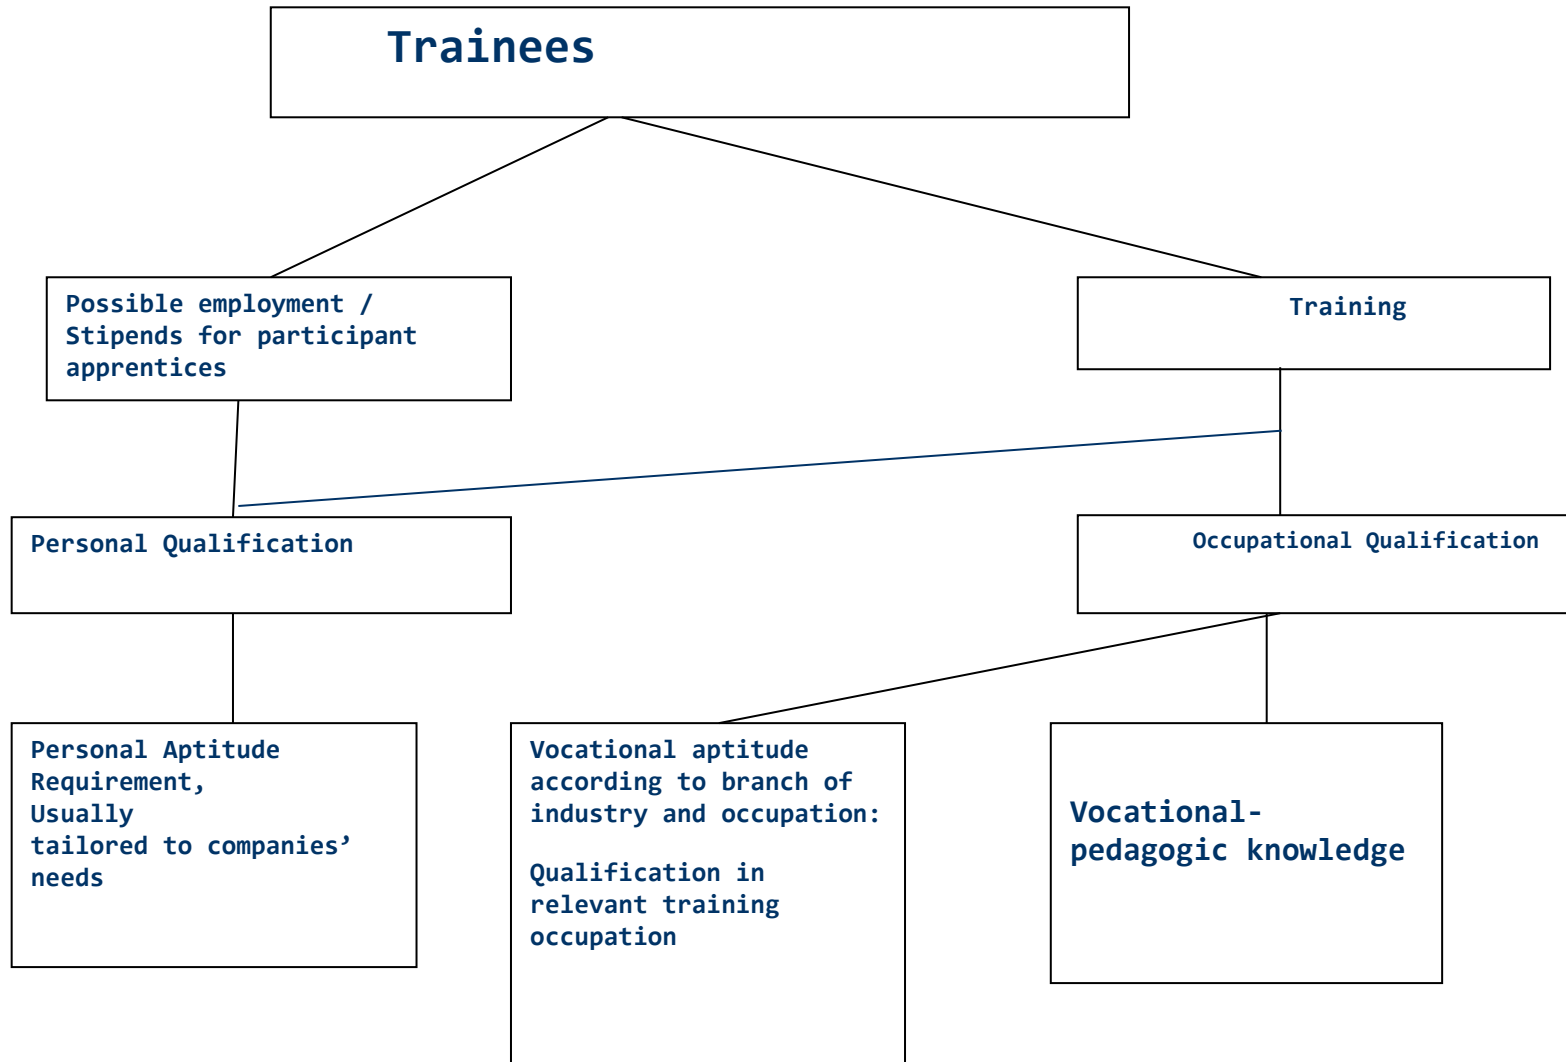 Trainees
Possible employment /
Stipends for participant
apprentices
Training
Personal Qualification
Occupational Qualification
Personal Aptitude
Requirement,
Usually
tailored to companies’
needs
Vocational aptitude
according to branch of
industry and occupation:
Qualification in
relevant training
occupation
Vocational-
pedagogic knowledge